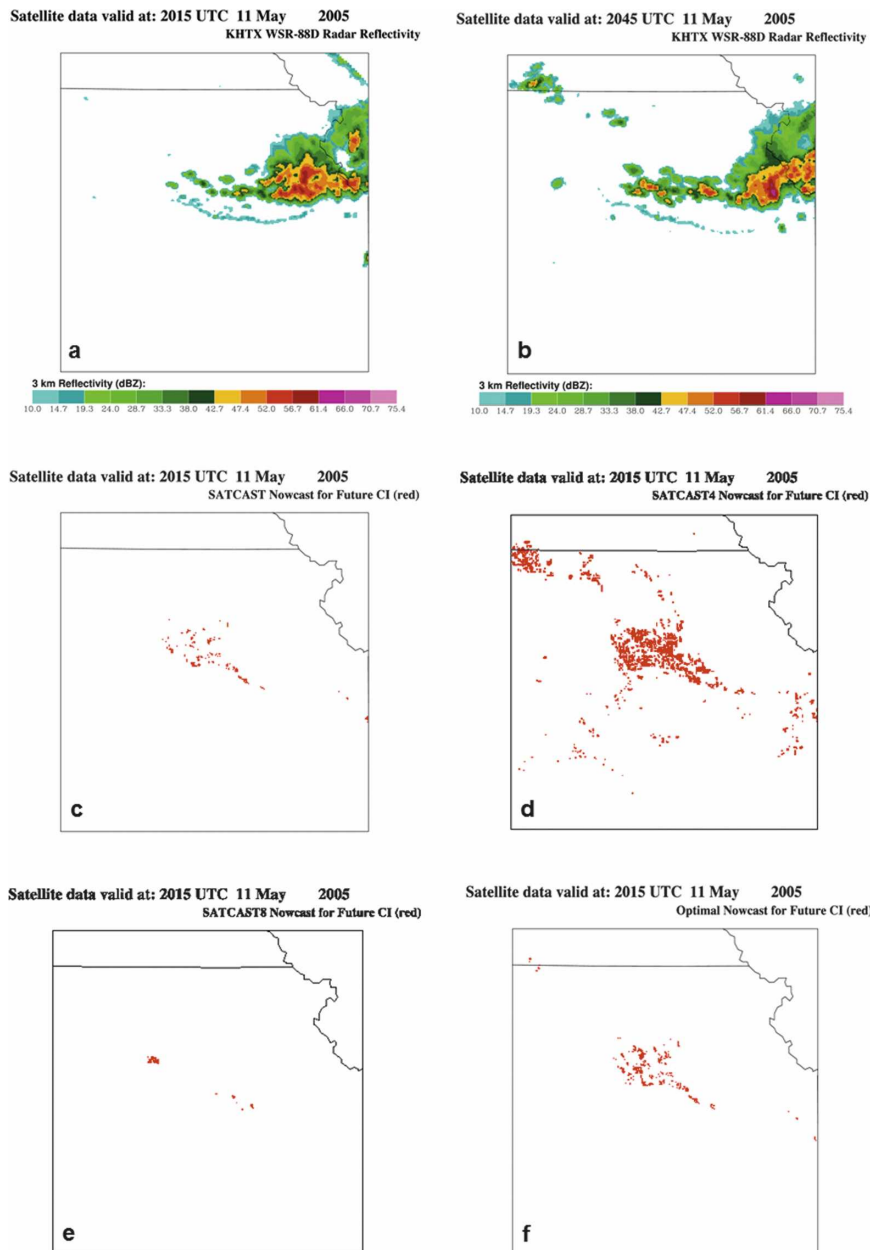 Satellite data valid at: 2015 UTC 11 May 2005
KHTX WSR-88D Radar Reflectivity
a
3 km Reflectivity (dBZ):
10.0 14.7 19.3 24.0 28.7 33.3 38.0 42.7 47.4 52.0 56.7 61.4 66.0 70.7 75.4
Satellite data valid at: 2045 UTC 11 May 2005
KHTX WSR-88D Radar Reflectivity
b
3 km Reflectivity (dBZ):
10.0 14.7 19.3 24.0 28.7 33.3 38.0 42.7 47.4 52.0 56.7 61.4 66.0 70.7 75.4
Satellite data valid at: 2015 UTC 11 May 2005
SATCAST Nowcast for Future CI (red)
c
Satellite data valid at: 2015 UTC 11 May 2005
SATCAST4 Nowcast for Future CI (red)
d
Satellite data valid at: 2015 UTC 11 May 2005
SATCAST8 Nowcast for Future CI (red)
e
Satellite data valid at: 2015 UTC 11 May 2005
Optimal Nowcast for Future CI (red)
f